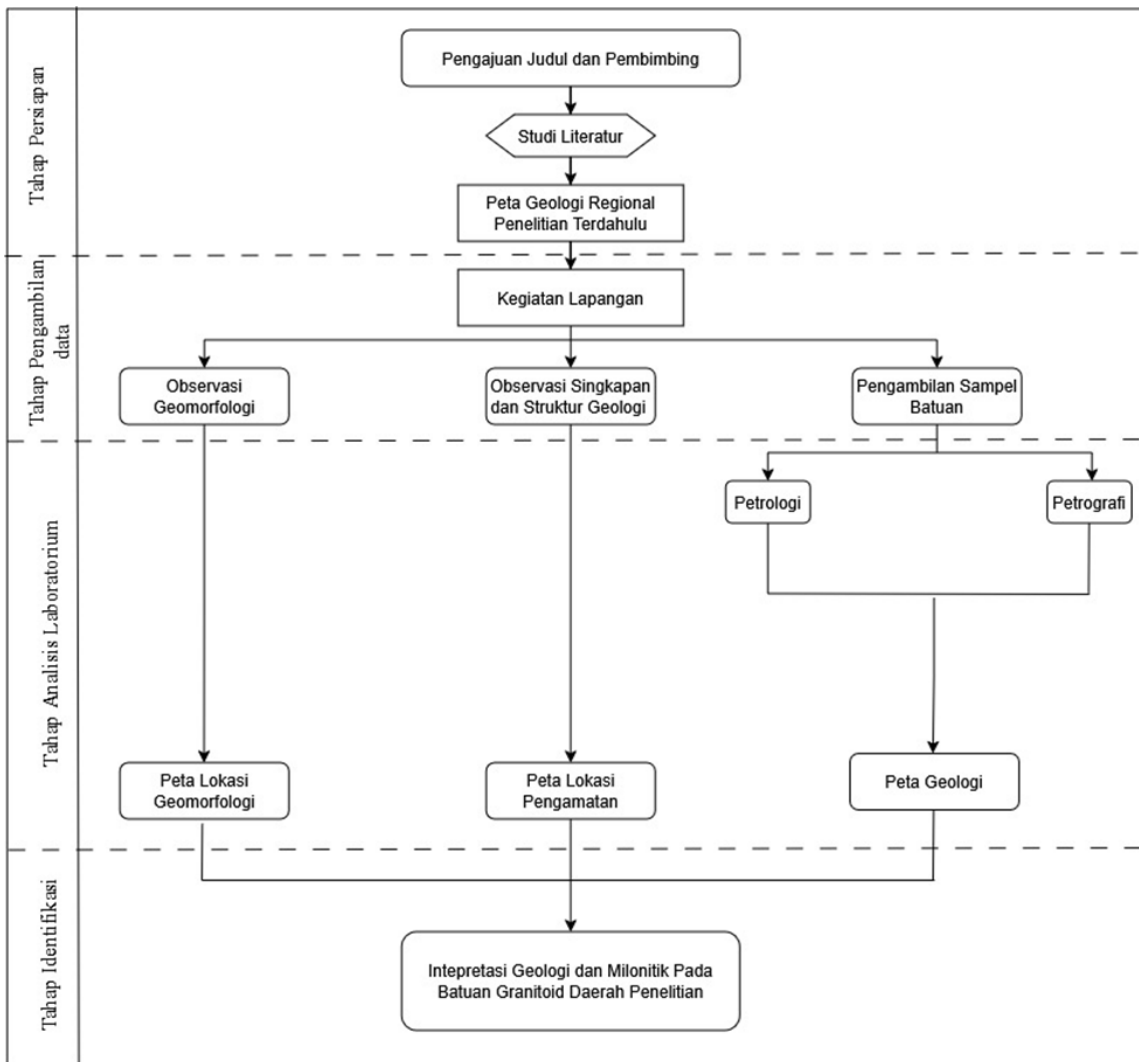 Tahap Persiapan
Pengajuan Judul dan Pembimbing
Studi Literatur
Peta Geologi Regional
Penelitian Terdahulu
Tahap Pengambilan
data
Kegiatan Lapangan
Observasi
Geomorfologi
Observasi Singkapan
dan Struktur Geologi
Pengambilan Sampel
Batuan
Tahap Analisis Laboratorium
Petrologi
Petrografi
Peta Lokasi
Geomorfologi
Peta Lokasi
Pengamatan
Peta Geologi
Tahap Identifikasi
Intepretasi Geologi dan Milonitik Pada
Batuan Granitoid Daerah Penelitian